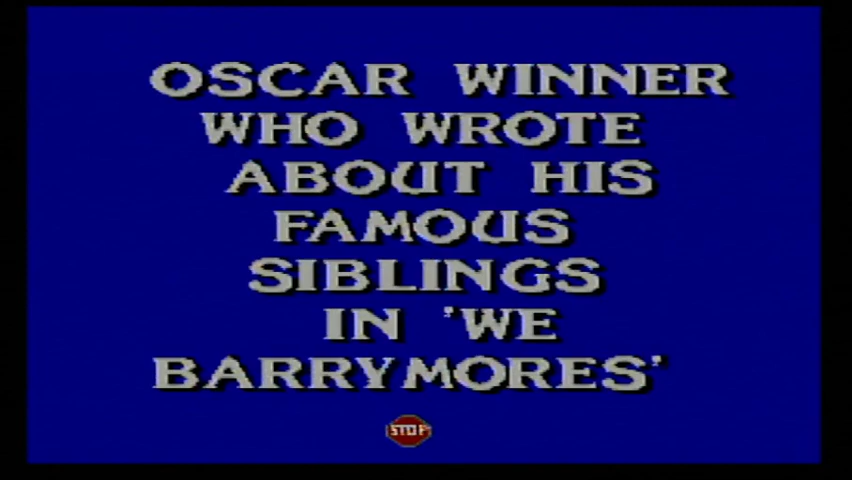 OSCAR WINNER
WHO WROTE
ABOUT HIS
FAMOUS
SIBLINGS
IN 'WE
BARRYMORES'
STOP